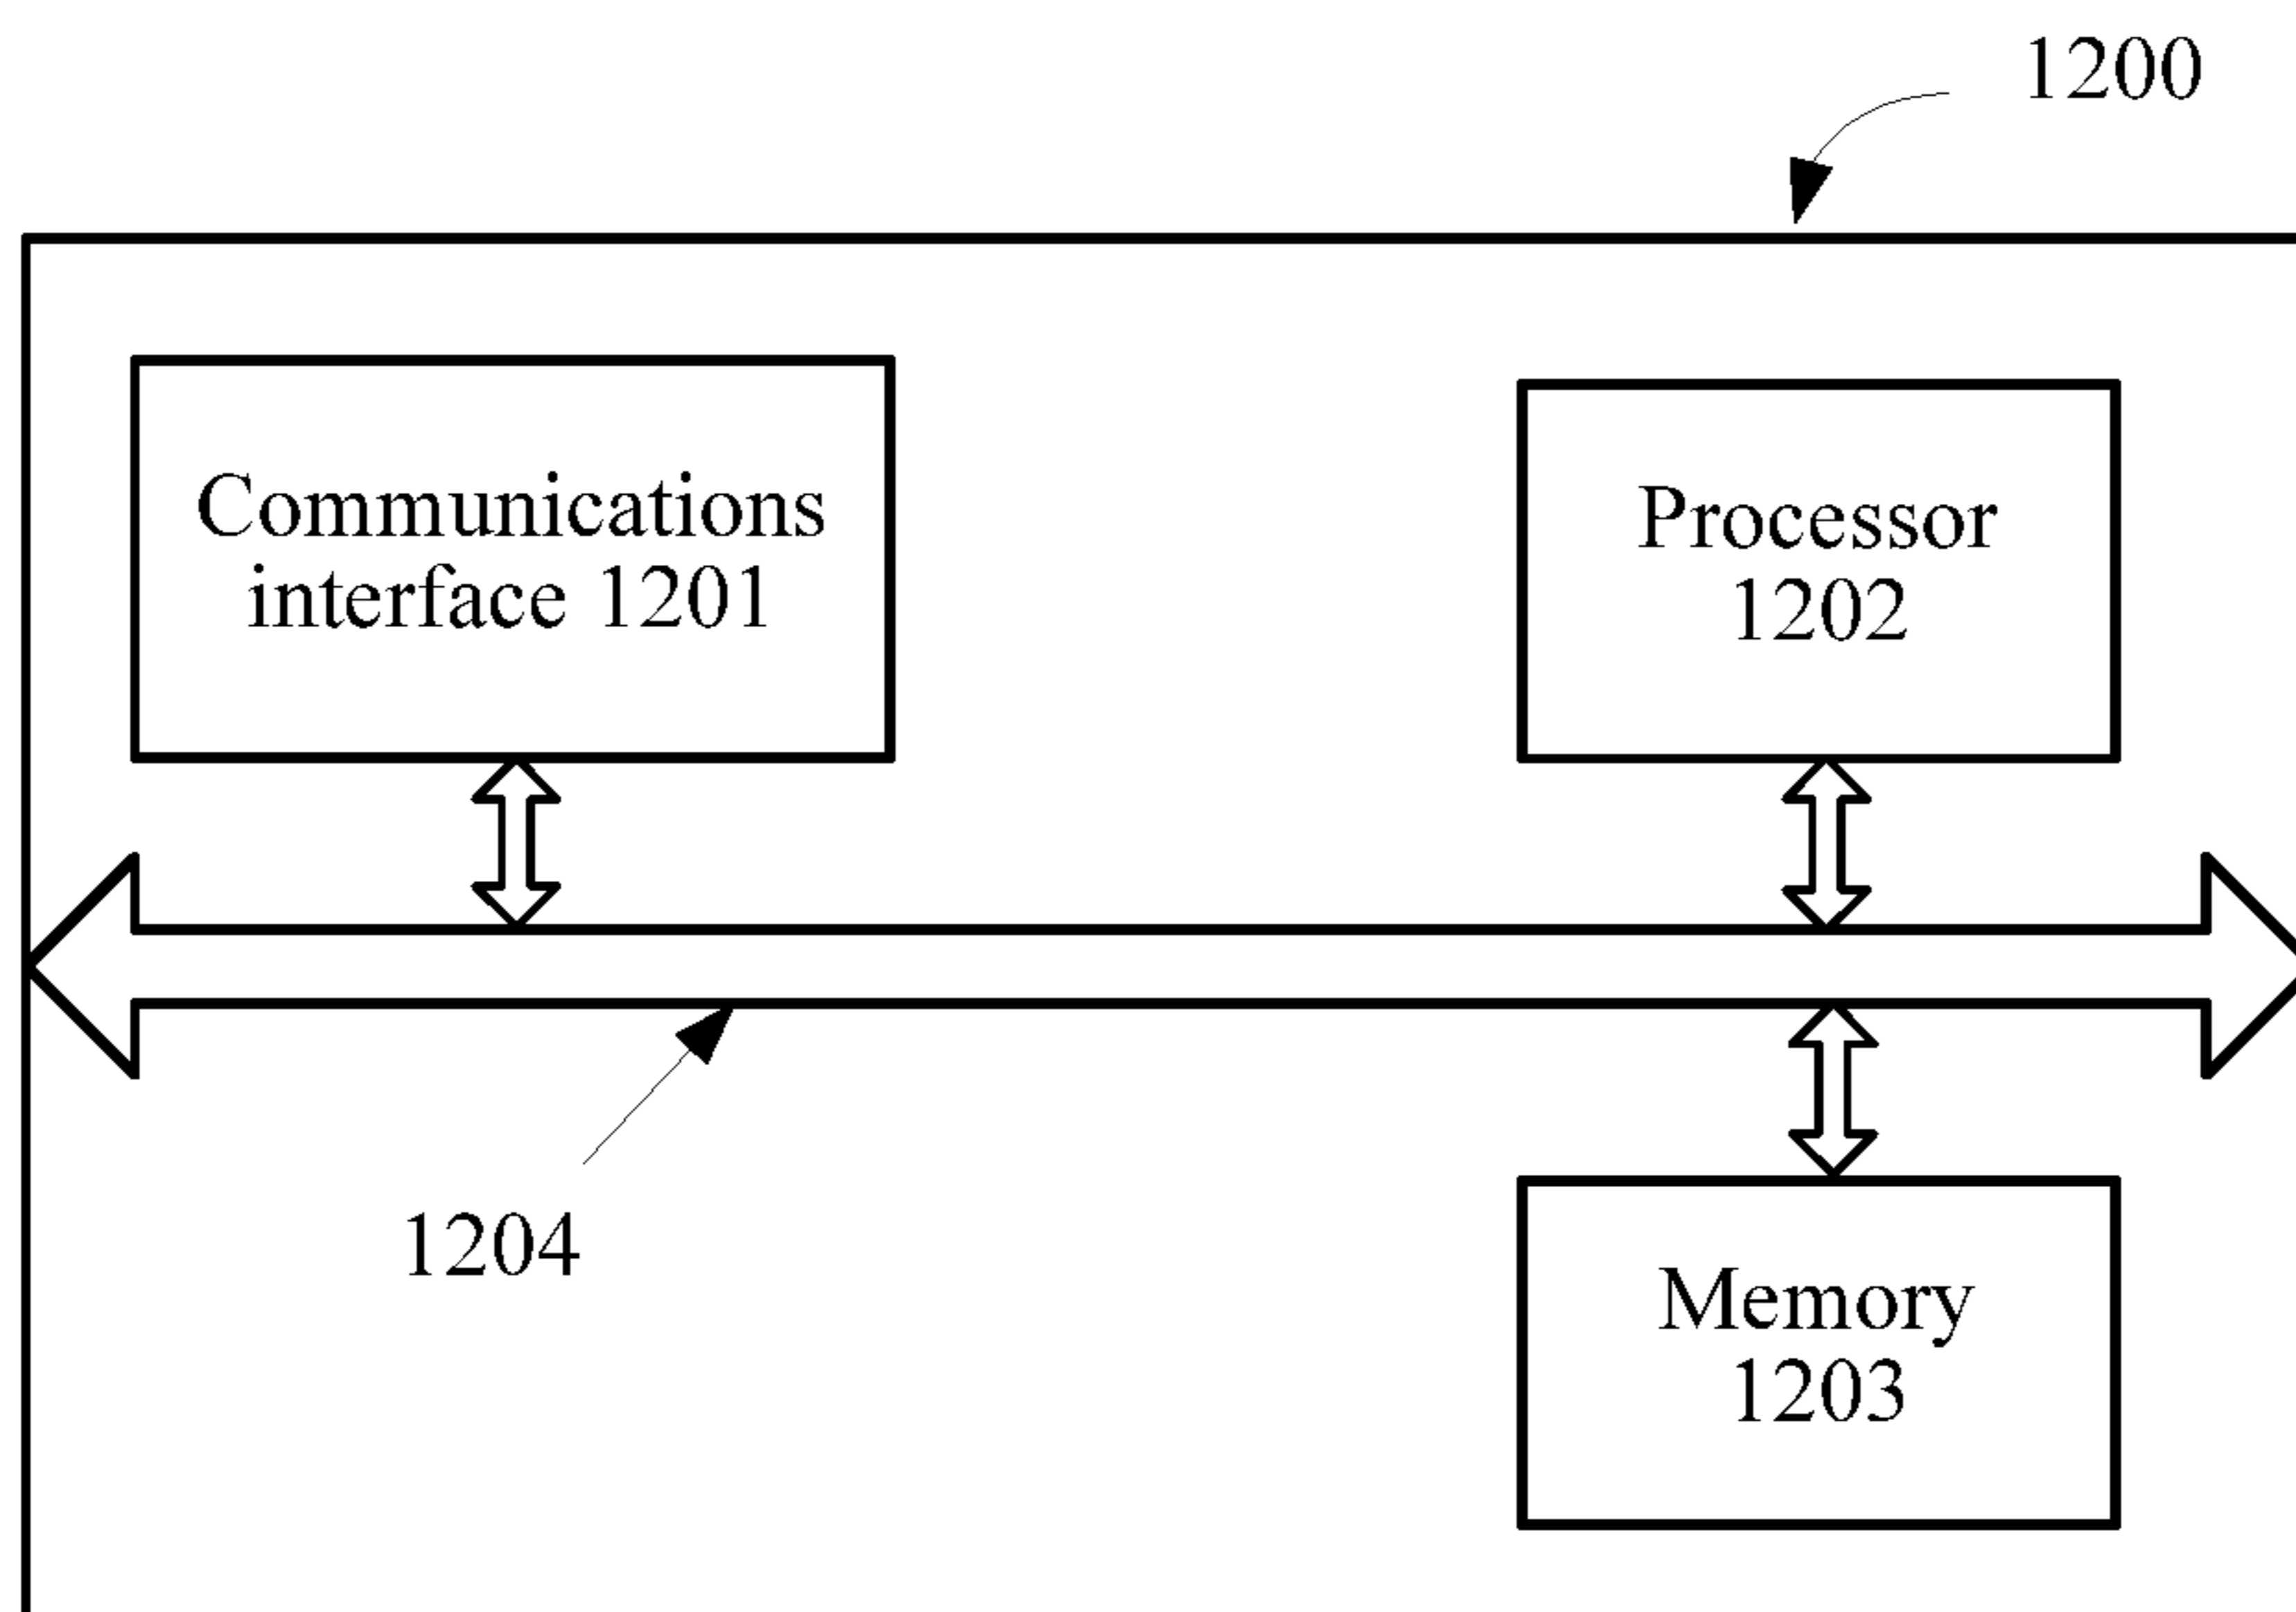 1200
Communications
interface 1201
Processor
1202
1204
Memory
1203